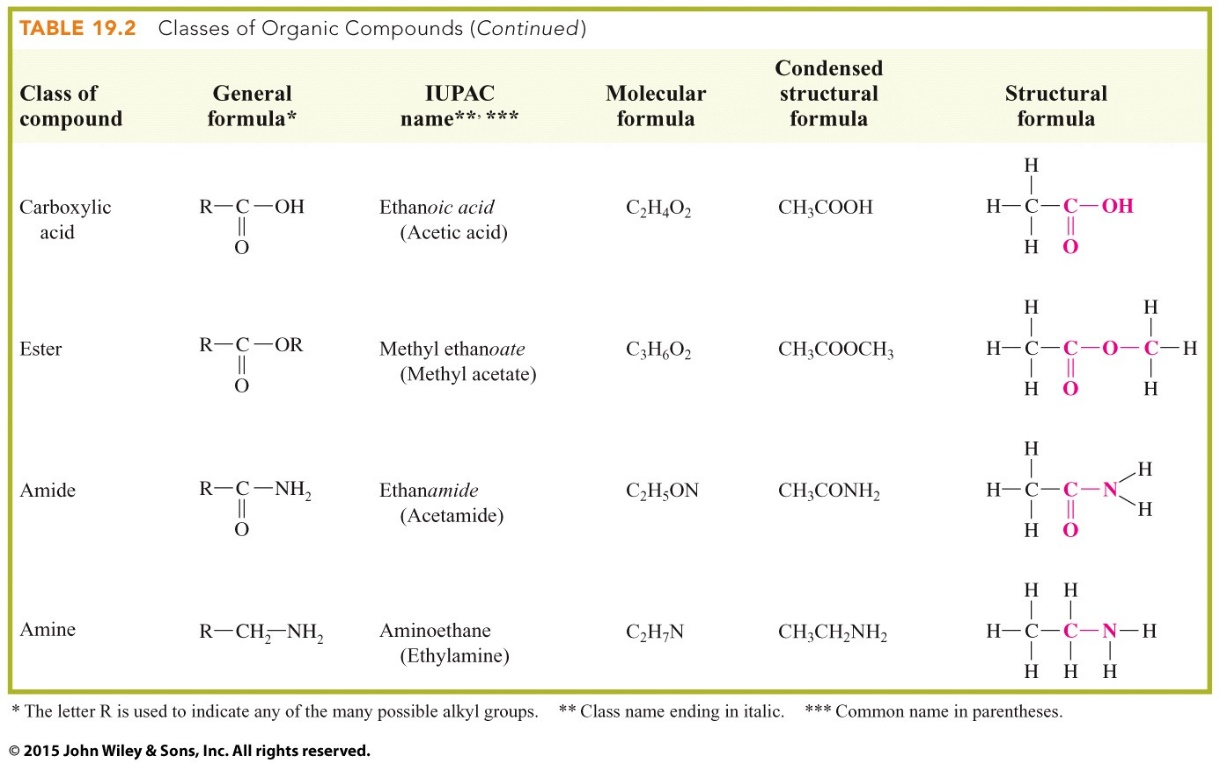 TABLE 19.2 Classes of Organic Compounds (Continued)
Class of compound
General formula*
IUPAC name**, ***
Molecular formula
Condensed structural formula
Structural formula
Carboxylic acid
R—C—OH
||
O
Ethanoic acid
(Acetic acid)
C₂H₄O₂
CH₃COOH
H
|
H—C—C—OH
| ||
H O
Ester
R—C—OR
||
O
Methyl ethanoate
(Methyl acetate)
C₃H₆O₂
CH₃COOCH₃
H H
| |
H—C—C—O—C—H
| || |
H O H
Amide
R—C—NH₂
||
O
Ethanamide
(Acetamide)
C₂H₅ON
CH₃CONH₂
H
| H
H—C—C—N
| || H
H O
Amine
R—CH₂—NH₂
Aminoethane
(Ethylamine)
C₂H₇N
CH₃CH₂NH₂
H H
| |
H—C—C—N—H
| | |
H H H
* The letter R is used to indicate any of the many possible alkyl groups. ** Class name ending in italic. *** Common name in parentheses.
© 2015 John Wiley & Sons, Inc. All rights reserved.